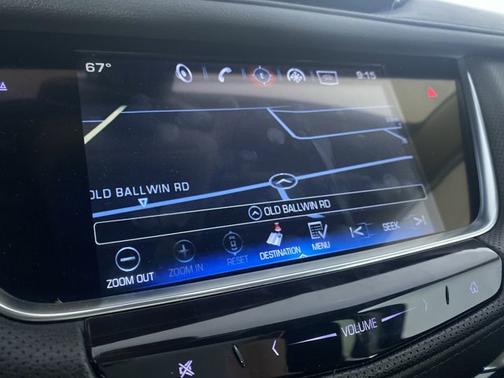 67° 9:15
OLD BALLWIN RD
OLD BALLWIN RD
ZOOM OUT ZOOM IN RESET DESTINATION MENU SEEK
VOLUME